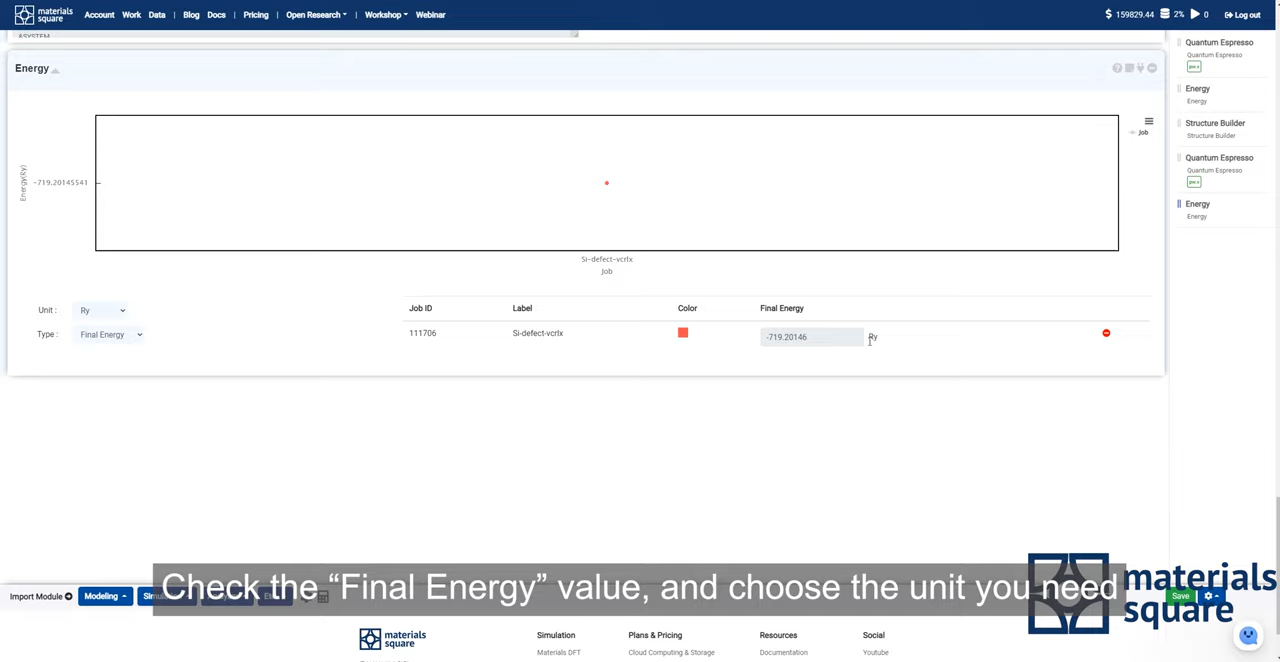 materials square
Account Work Data | Blog Docs | Pricing | Open Research | Workshop Webinar
$ 159829.44 2% 0 Log out
ASYSTEM
Energy
Energy(Ry)
-719.20145541
Job
Si-defect-vcrlx
Job
Unit : Ry
Type : Final Energy
Job ID Label Color Final Energy
111706 Si-defect-vcrlx -719.20146 Ry
Quantum Espresso
Quantum Espresso
pw.x
Energy
Energy
Structure Builder
Structure Builder
Quantum Espresso
Quantum Espresso
pw.x
Energy
Energy
Check the “Final Energy” value, and choose the unit you need
Import Module Modeling
Save
materials square
materials square
Simulation Plans & Pricing Resources Social
Materials DFT Cloud Computing & Storage Documentation Youtube